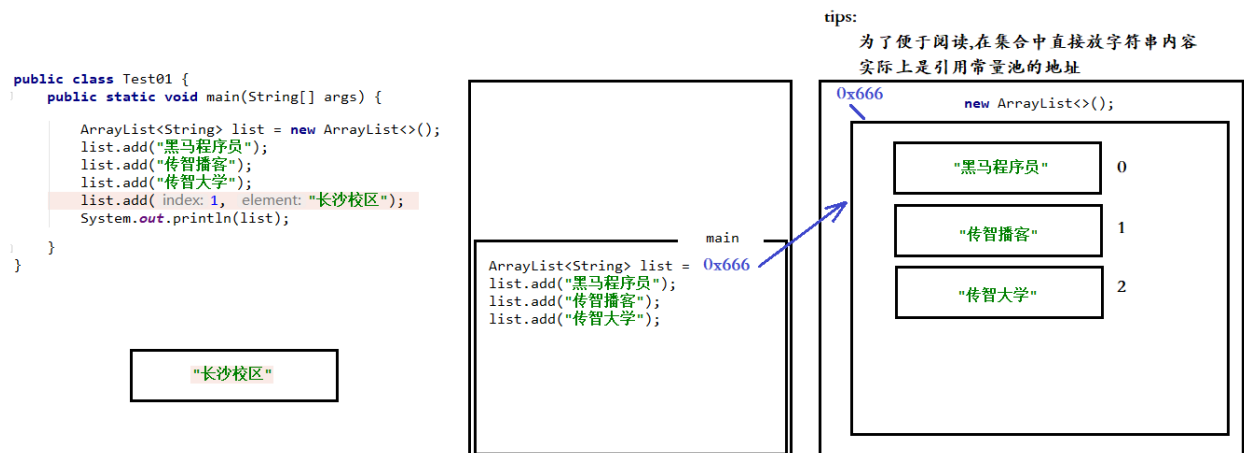 tips:
为了便于阅读,在集合中直接放字符串内容
实际上是引用常量池的地址
public class Test01 {
public static void main(String[] args) {
ArrayList<String> list = new ArrayList<>();
list.add("黑马程序员");
list.add("传智播客");
list.add("传智大学");
list.add( index: 1, element: "长沙校区");
System.out.println(list);
}
}
"长沙校区"
main
ArrayList<String> list = 0x666
list.add("黑马程序员");
list.add("传智播客");
list.add("传智大学");
0x666
new ArrayList<>();
"黑马程序员" 0
"传智播客" 1
"传智大学" 2